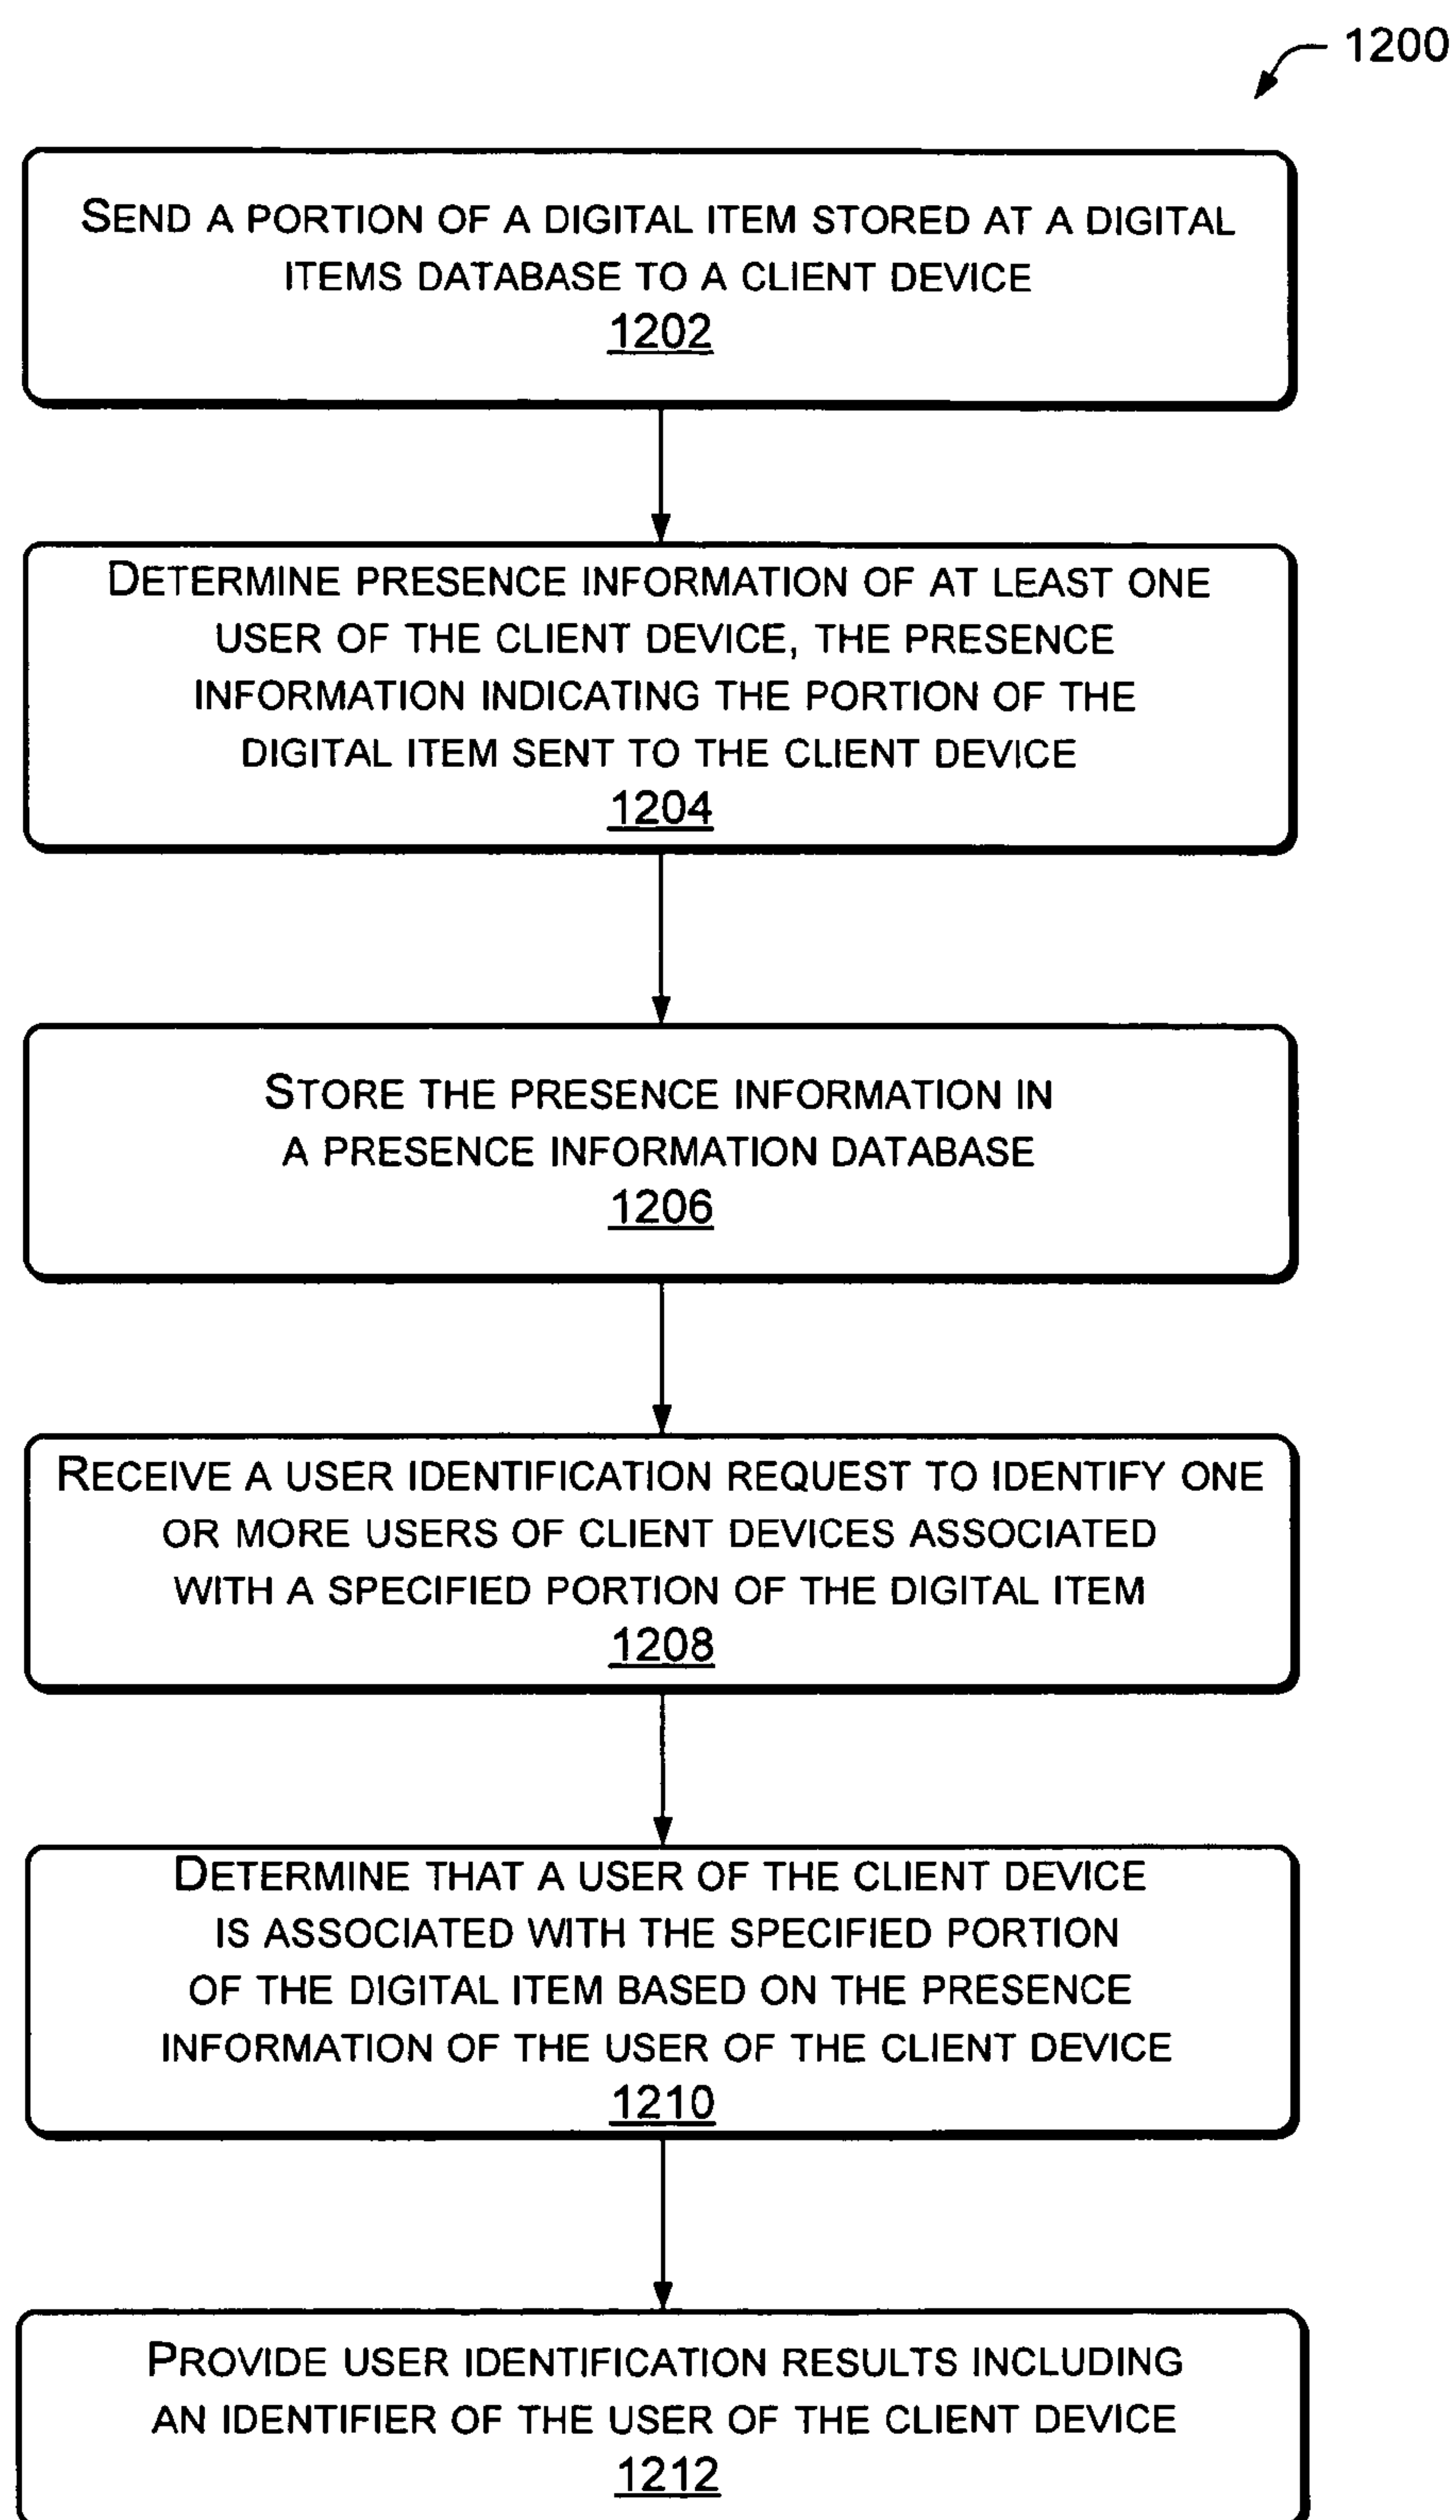 1200
SEND A PORTION OF A DIGITAL ITEM STORED AT A DIGITAL
ITEMS DATABASE TO A CLIENT DEVICE
1202
DETERMINE PRESENCE INFORMATION OF AT LEAST ONE
USER OF THE CLIENT DEVICE, THE PRESENCE
INFORMATION INDICATING THE PORTION OF THE
DIGITAL ITEM SENT TO THE CLIENT DEVICE
1204
STORE THE PRESENCE INFORMATION IN
A PRESENCE INFORMATION DATABASE
1206
RECEIVE A USER IDENTIFICATION REQUEST TO IDENTIFY ONE
OR MORE USERS OF CLIENT DEVICES ASSOCIATED
WITH A SPECIFIED PORTION OF THE DIGITAL ITEM
1208
DETERMINE THAT A USER OF THE CLIENT DEVICE
IS ASSOCIATED WITH THE SPECIFIED PORTION
OF THE DIGITAL ITEM BASED ON THE PRESENCE
INFORMATION OF THE USER OF THE CLIENT DEVICE
1210
PROVIDE USER IDENTIFICATION RESULTS INCLUDING
AN IDENTIFIER OF THE USER OF THE CLIENT DEVICE
1212